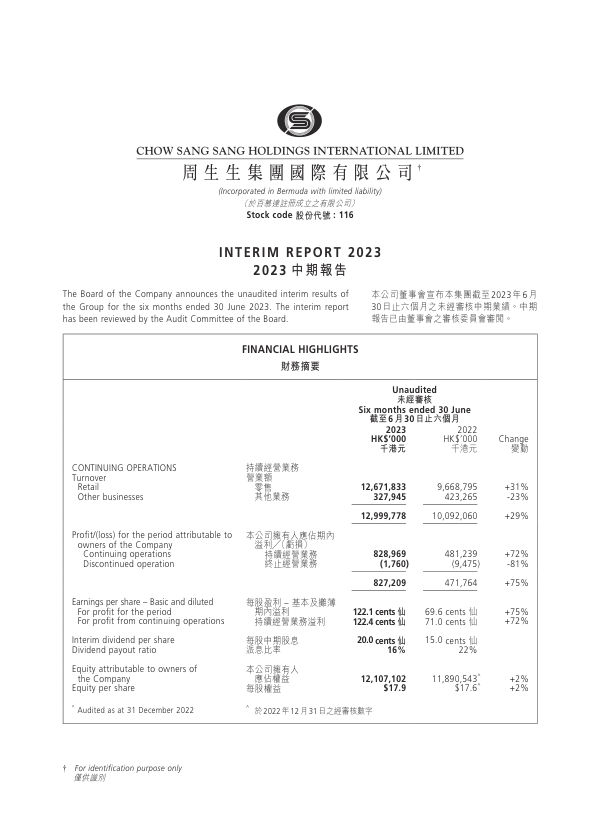 CHOW SANG SANG HOLDINGS INTERNATIONAL LIMITED
周生生集團國際有限公司†
(Incorporated in Bermuda with limited liability)
（於百慕達註冊成立之有限公司）
Stock code 股份代號 : 116
INTERIM REPORT 2023
2023 中期報告
The Board of the Company announces the unaudited interim results of
the Group for the six months ended 30 June 2023. The interim report
has been reviewed by the Audit Committee of the Board.
本公司董事會宣布本集團截至2023年6月
30日止六個月之未經審核中期業績。中期
報告已由董事會之審核委員會審閱。
FINANCIAL HIGHLIGHTS
財務摘要
Unaudited
未經審核
Six months ended 30 June
截至6月30日止六個月
2023 2022
HK$'000 HK$'000 Change
千港元 千港元 變動
CONTINUING OPERATIONS 持續經營業務
Turnover 營業額
Retail 零售 12,671,833 9,668,795 +31%
Other businesses 其他業務 327,945 423,265 -23%
12,999,778 10,092,060 +29%
Profit/(loss) for the period attributable to 本公司擁有人應佔期內
owners of the Company 溢利╱（虧損）
Continuing operations 持續經營業務 828,969 481,239 +72%
Discontinued operation 終止經營業務 (1,760) (9,475) -81%
827,209 471,764 +75%
Earnings per share – Basic and diluted 每股盈利 – 基本及攤薄
For profit for the period 期內溢利 122.1 cents 仙 69.6 cents 仙 +75%
For profit from continuing operations 持續經營業務溢利 122.4 cents 仙 71.0 cents 仙 +72%
Interim dividend per share 每股中期股息 20.0 cents 仙 15.0 cents 仙
Dividend payout ratio 派息比率 16% 22%
Equity attributable to owners of 本公司擁有人
the Company 應佔權益 12,107,102 11,890,543^ +2%
Equity per share 每股權益 $17.9 $17.6^ +2%
^ Audited as at 31 December 2022 ^ 於2022年12月31日之經審核數字
† For identification purpose only
僅供識別